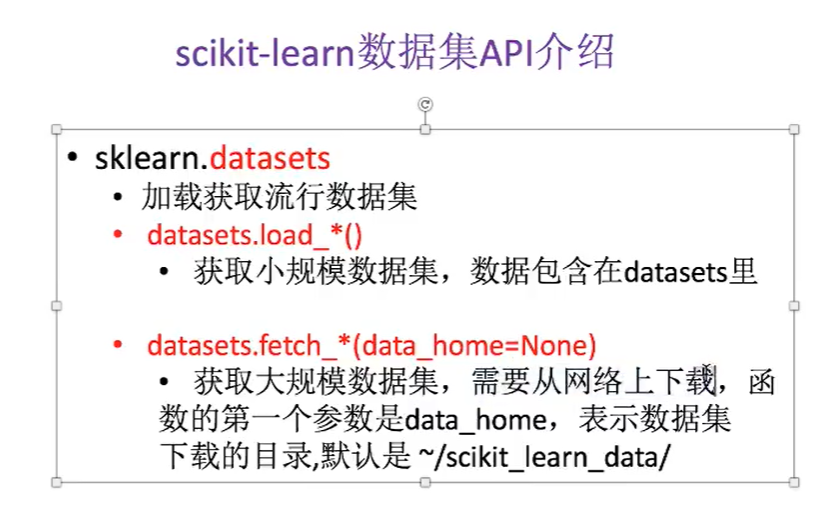 scikit-learn数据集API介绍
• sklearn.datasets
• 加载获取流行数据集
• datasets.load_*()
• 获取小规模数据集，数据包含在datasets里
• datasets.fetch_*(data_home=None)
• 获取大规模数据集，需要从网络上下载，函
数的第一个参数是data_home，表示数据集
下载的目录,默认是 ~/scikit_learn_data/